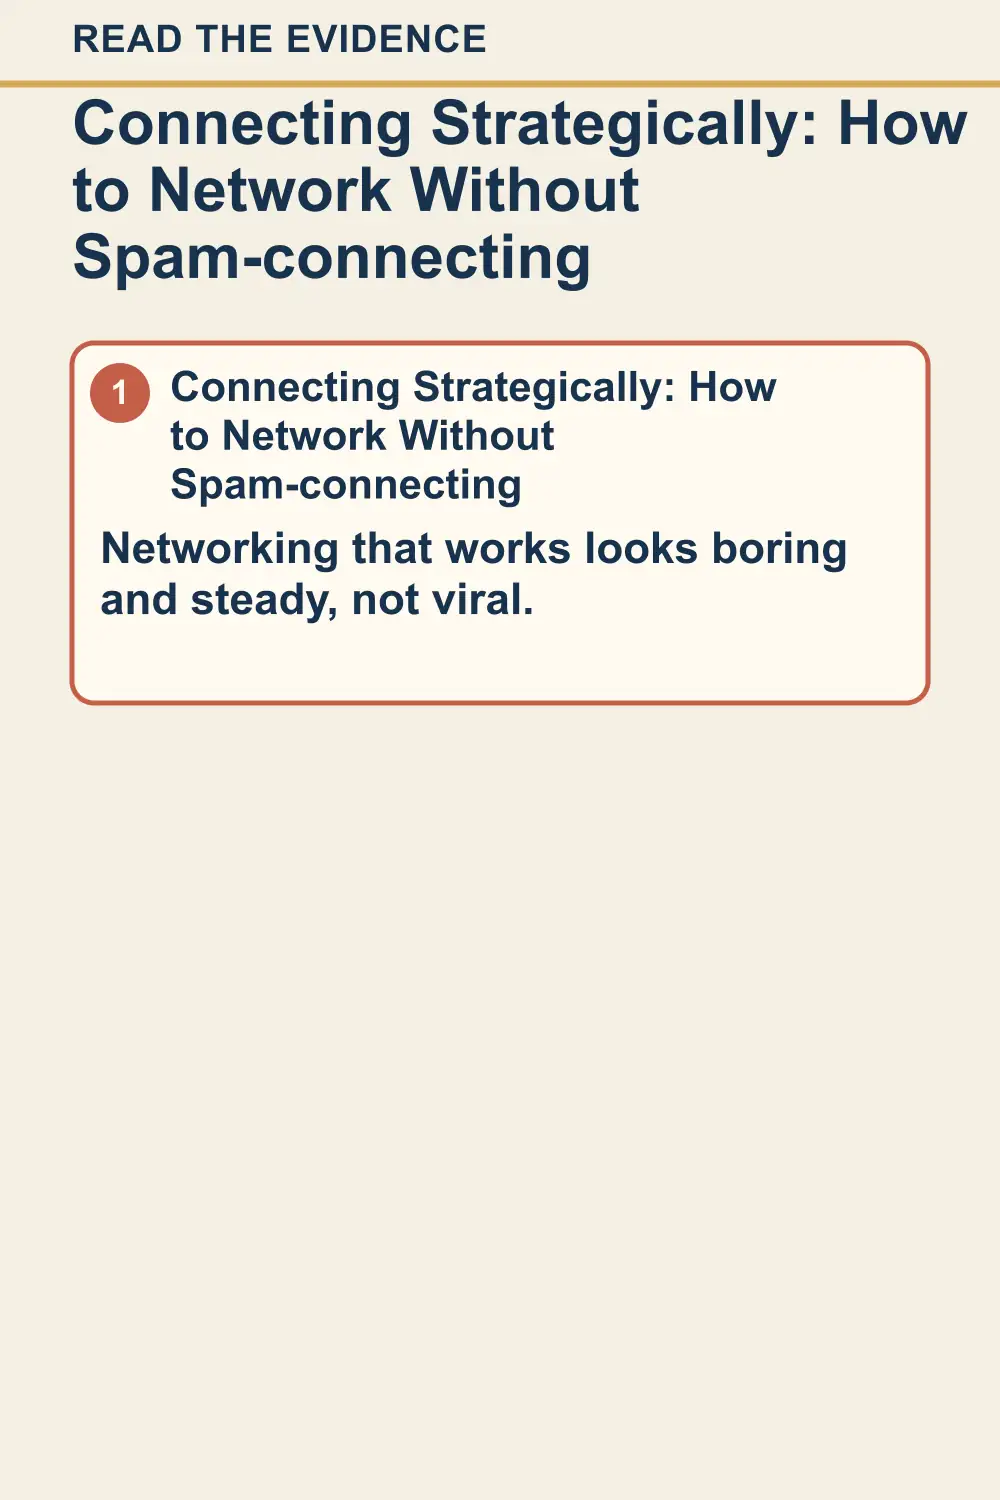 READ THE EVIDENCE
Connecting Strategically: How
to Network Without
Spam-connecting
1
Connecting Strategically: How
to Network Without
Spam-connecting
Networking that works looks boring
and steady, not viral.